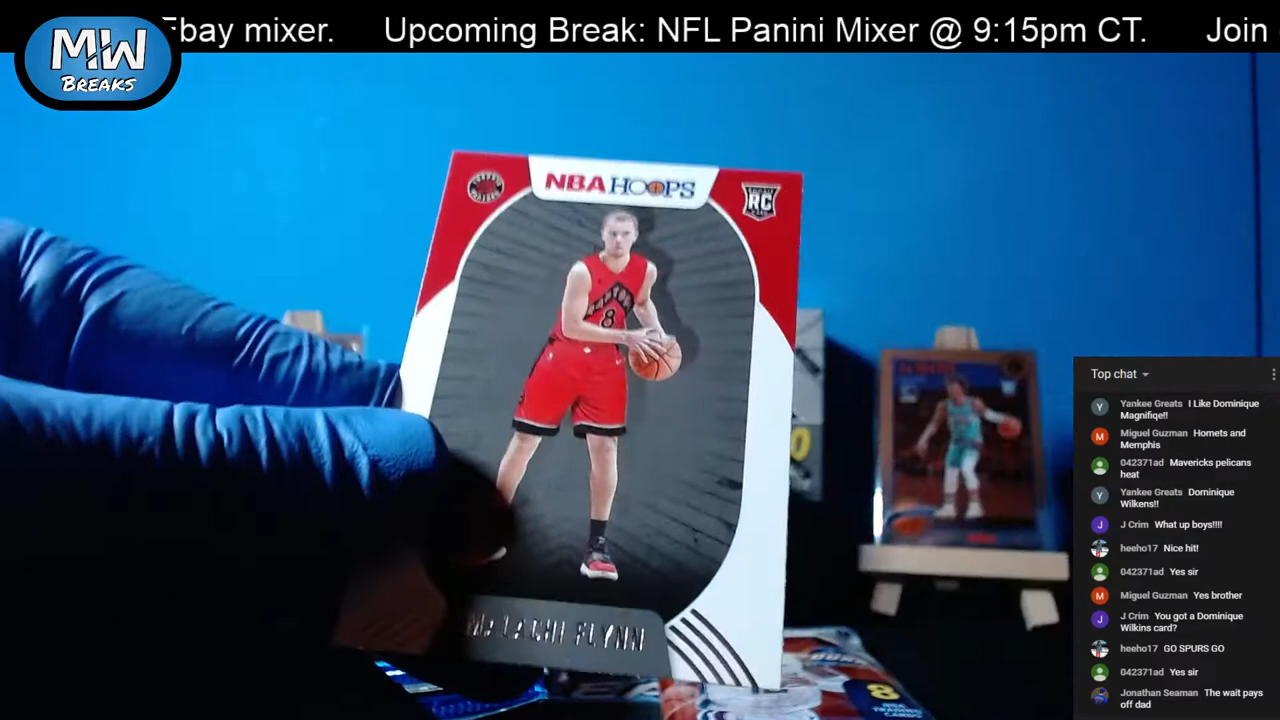 Ebay mixer. Upcoming Break: NFL Panini Mixer @ 9:15pm CT. Join
MW
BREAKS
NBA HOOPS
RC
8
MALACHI FLYNN
8
Top chat
Y Yankee Greats I Like Dominique
Magnifiqe!!
M Miguel Guzman Hornets and
Memphis
042371ad Mavericks pelicans
heat
Y Yankee Greats Dominique
Wilkens!!
J J Crim What up boys!!!!
heeho17 Nice hit!
042371ad Yes sir
M Miguel Guzman Yes brother
J J Crim You got a Dominique
Wilkins card?
heeho17 GO SPURS GO
042371ad Yes sir
Jonathan Seaman The wait pays
off dad